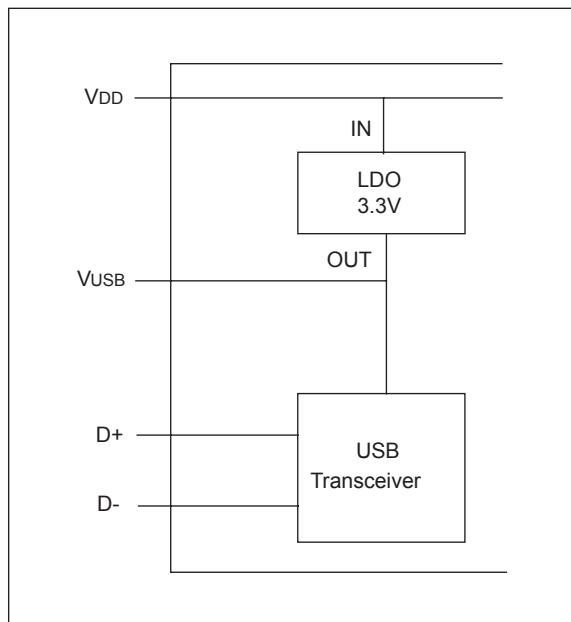 VDD
IN
LDO
3.3V
OUT
VUSB
D+
USB
Transceiver
D-